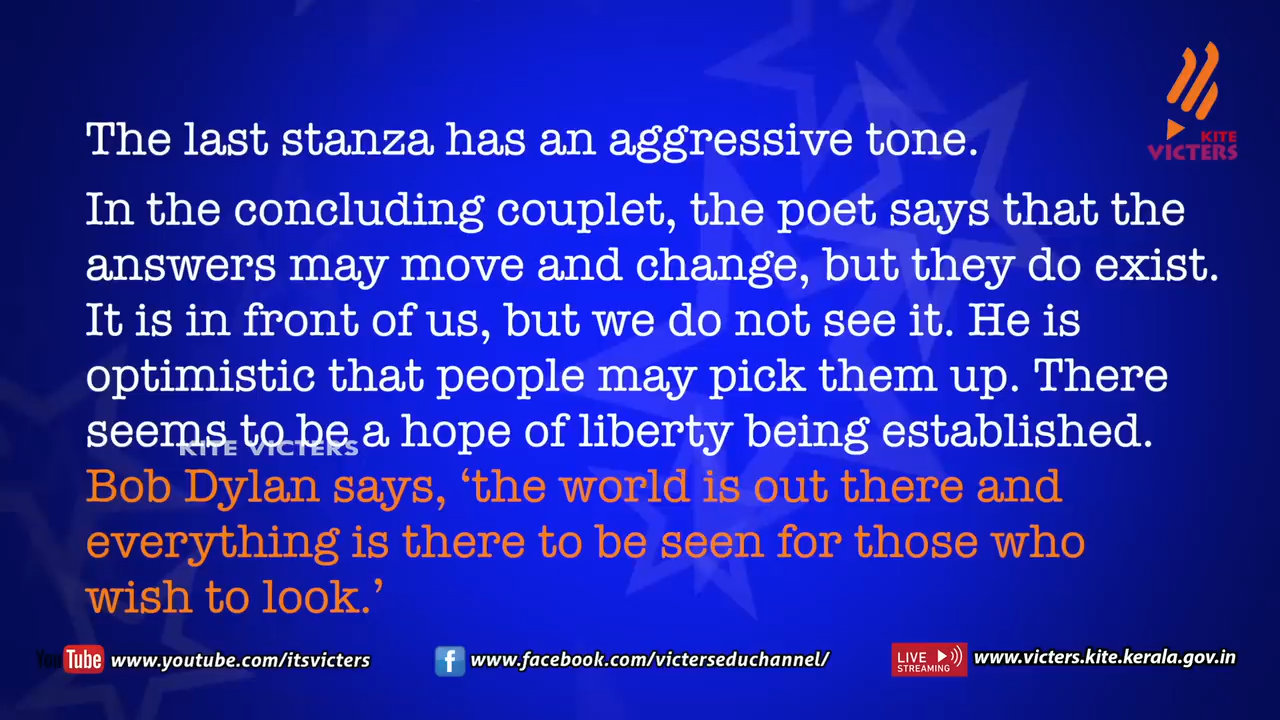 The last stanza has an aggressive tone.
In the concluding couplet, the poet says that the
answers may move and change, but they do exist.
It is in front of us, but we do not see it. He is
optimistic that people may pick them up. There
seems to be a hope of liberty being established.
Bob Dylan says, ‘the world is out there and
everything is there to be seen for those who
wish to look.’
KITE
VICTERS
KITE VICTERS
YouTube www.youtube.com/itsvicters
f www.facebook.com/victerseduchannel/
LIVE
STREAMING
www.victers.kite.kerala.gov.in